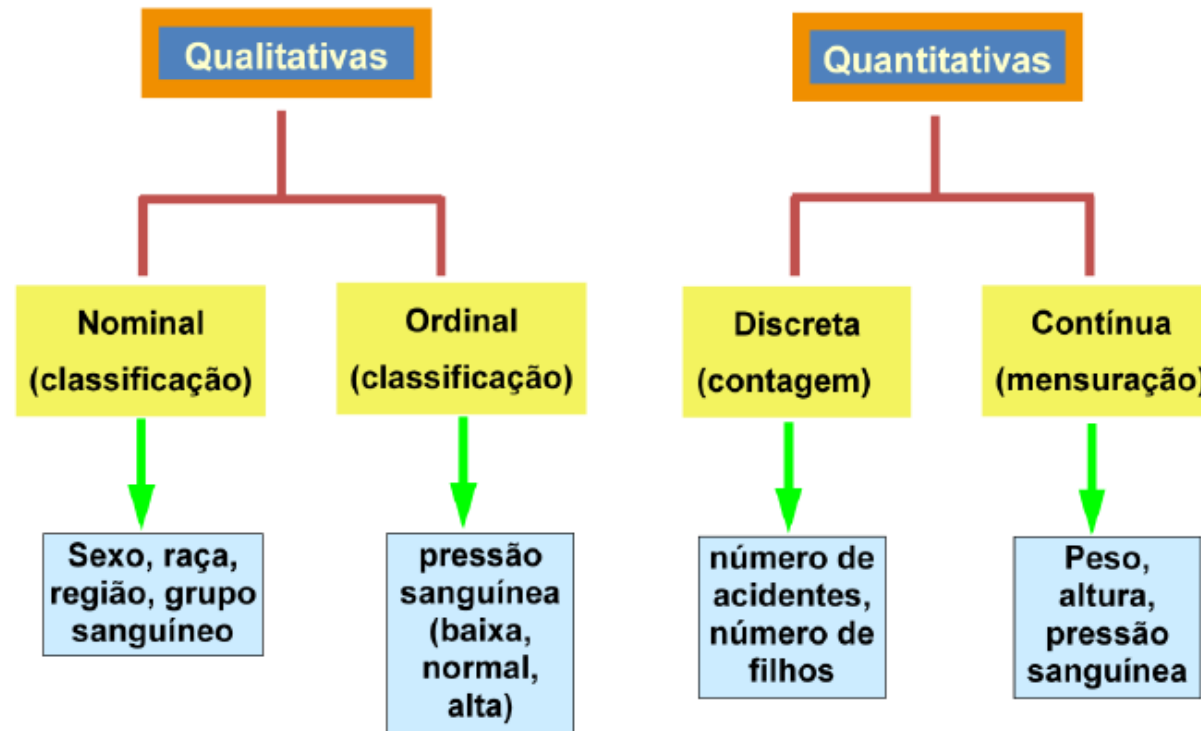 Qualitativas
Quantitativas
Nominal
(classificação)
Ordinal
(classificação)
Discreta
(contagem)
Contínua
(mensuração)
Sexo, raça,
região, grupo
sanguíneo
pressão
sanguínea
(baixa,
normal,
alta)
número de
acidentes,
número de
filhos
Peso,
altura,
pressão
sanguínea